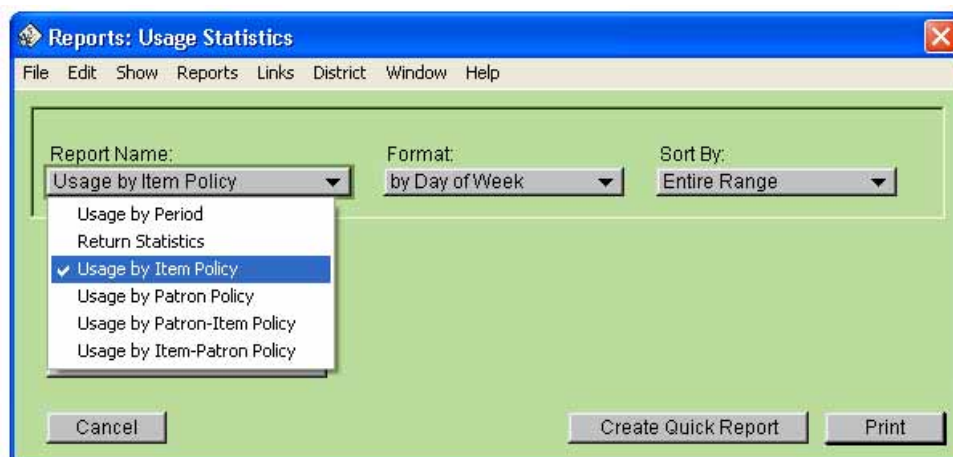 Reports: Usage Statistics
File Edit Show Reports Links District Window Help
Report Name: Format: Sort By:
Usage by Item Policy by Day of Week Entire Range
Usage by Period
Return Statistics
Usage by Item Policy
Usage by Patron Policy
Usage by Patron-Item Policy
Usage by Item-Patron Policy
Cancel Create Quick Report Print